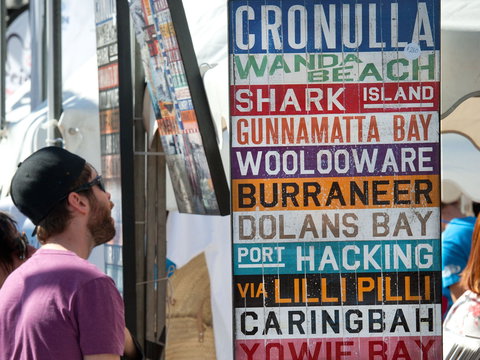 CRONULLA
WANDA BEACH
SHARK ISLAND
GUNNAMATTA BAY
WOOLOOWARE
BURRANEER
DOLANS BAY
PORT HACKING
VIA LILLI PILLI
CARINGBAH
YOWIE BAY